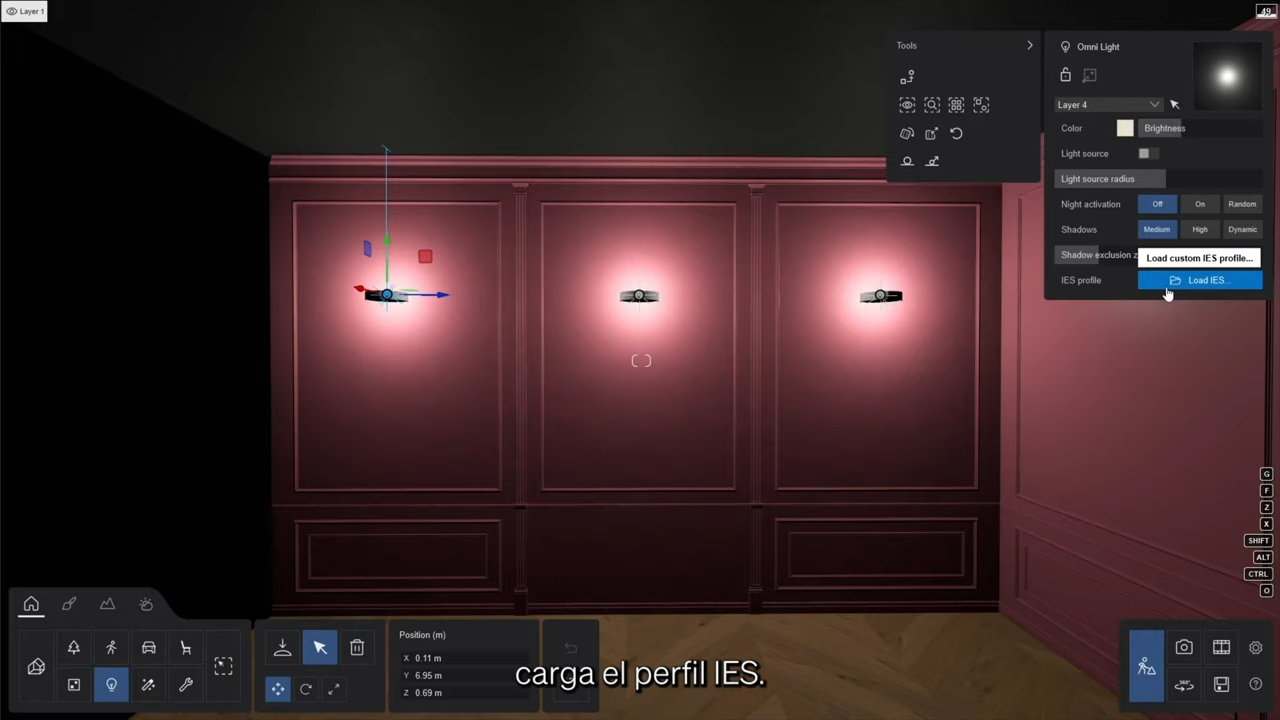 Layer 1
49
Tools
Omni Light
Layer 4
Color
Brightness
Light source
Light source radius
Night activation
Off
On
Random
Shadows
Medium
High
Dynamic
Shadow exclusion z
Load custom IES profile...
IES profile
Load IES...
G
F
Z
X
SHIFT
ALT
CTRL
O
Position (m)
X 0.11 m
Y 6.95 m
Z 0.69 m
360°
carga el perfil IES.